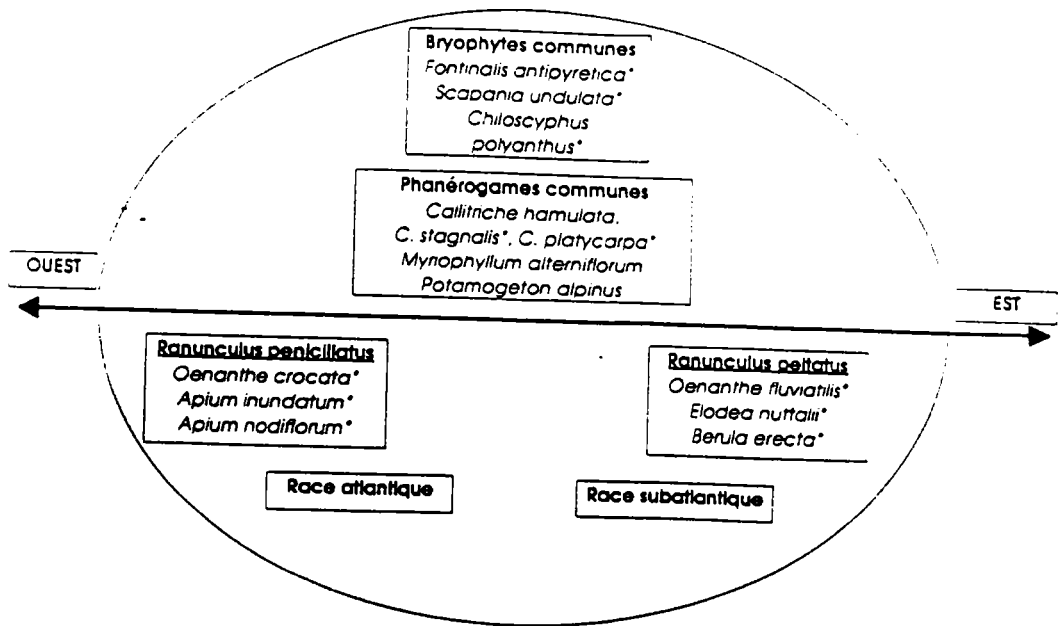 Bryophytes communes
Fontinalis antipyretica*
Scapania undulata*
Chiloscyphus
polyanthus*
Phanérogames communes
Callitriche hamulata,
C. stagnalis*, C. platycarpa*
Myriophyllum alterniflorum
Potamogeton alpinus
OUEST
EST
Ranunculus penicillatus
Oenanthe crocata*
Apium inundatum*
Apium nodiflorum*
Ranunculus peltatus
Oenanthe fluviatilis*
Elodea nuttallii*
Berula erecta*
Race atlantique
Race subatlantique